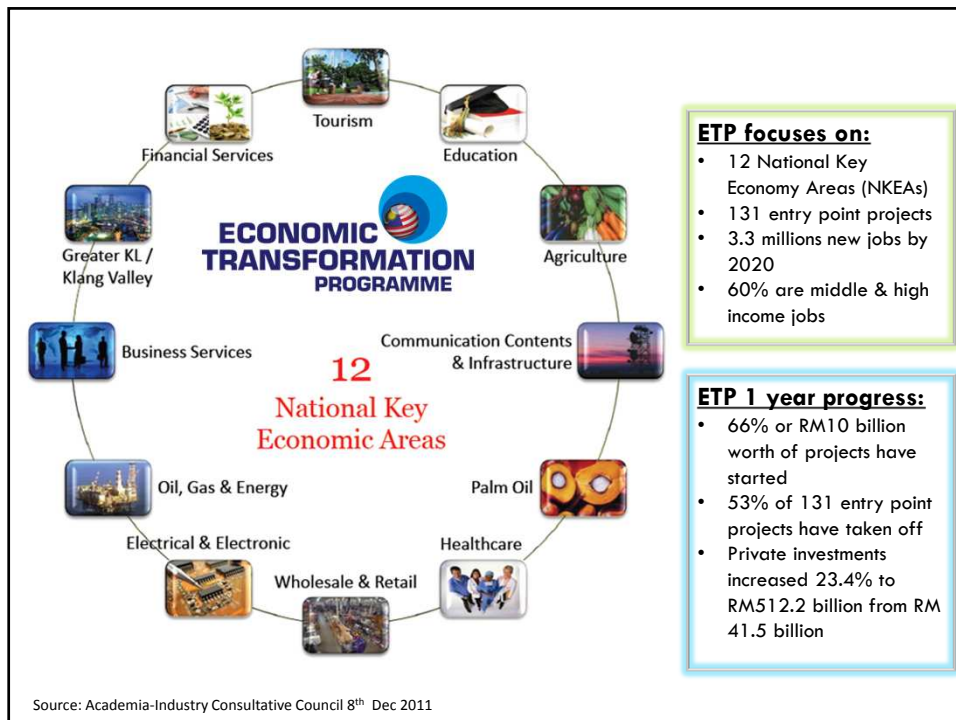 Tourism
Financial Services
Education
Greater KL /
Klang Valley
ECONOMIC
TRANSFORMATION
PROGRAMME
Agriculture
Business Services
Communication Contents
& Infrastructure
12
National Key
Economic Areas
Oil, Gas & Energy
Palm Oil
Electrical & Electronic
Healthcare
Wholesale & Retail
ETP focuses on:
• 12 National Key
Economy Areas (NKEAs)
• 131 entry point projects
• 3.3 millions new jobs by
2020
• 60% are middle & high
income jobs
ETP 1 year progress:
• 66% or RM10 billion
worth of projects have
started
• 53% of 131 entry point
projects have taken off
• Private investments
increased 23.4% to
RM512.2 billion from RM
41.5 billion
Source: Academia-Industry Consultative Council 8th Dec 2011